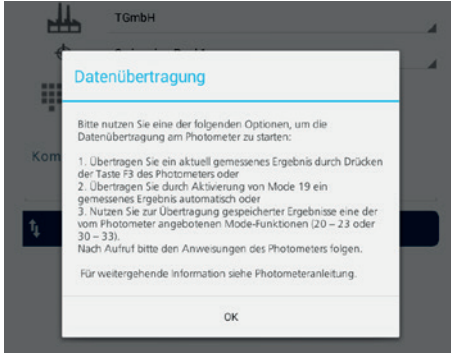 TGmbH
Datenübertragung
Bitte nutzen Sie eine der folgenden Optionen, um die
Datenübertragung am Photometer zu starten:
1. Übertragen Sie ein aktuell gemessenes Ergebnis durch Drücken
der Taste F3 des Photometers oder
2. Übertragen Sie durch Aktivierung von Mode 19 ein
gemessenes Ergebnis automatisch oder
3. Nutzen Sie zur Übertragung gespeicherter Ergebnisse eine der
vom Photometer angebotenen Mode-Funktionen (20 – 23 oder
30 – 33).
Nach Aufruf bitte den Anweisungen des Photometers folgen.
Kom
Für weitergehende Information siehe Photometeranleitung.
OK